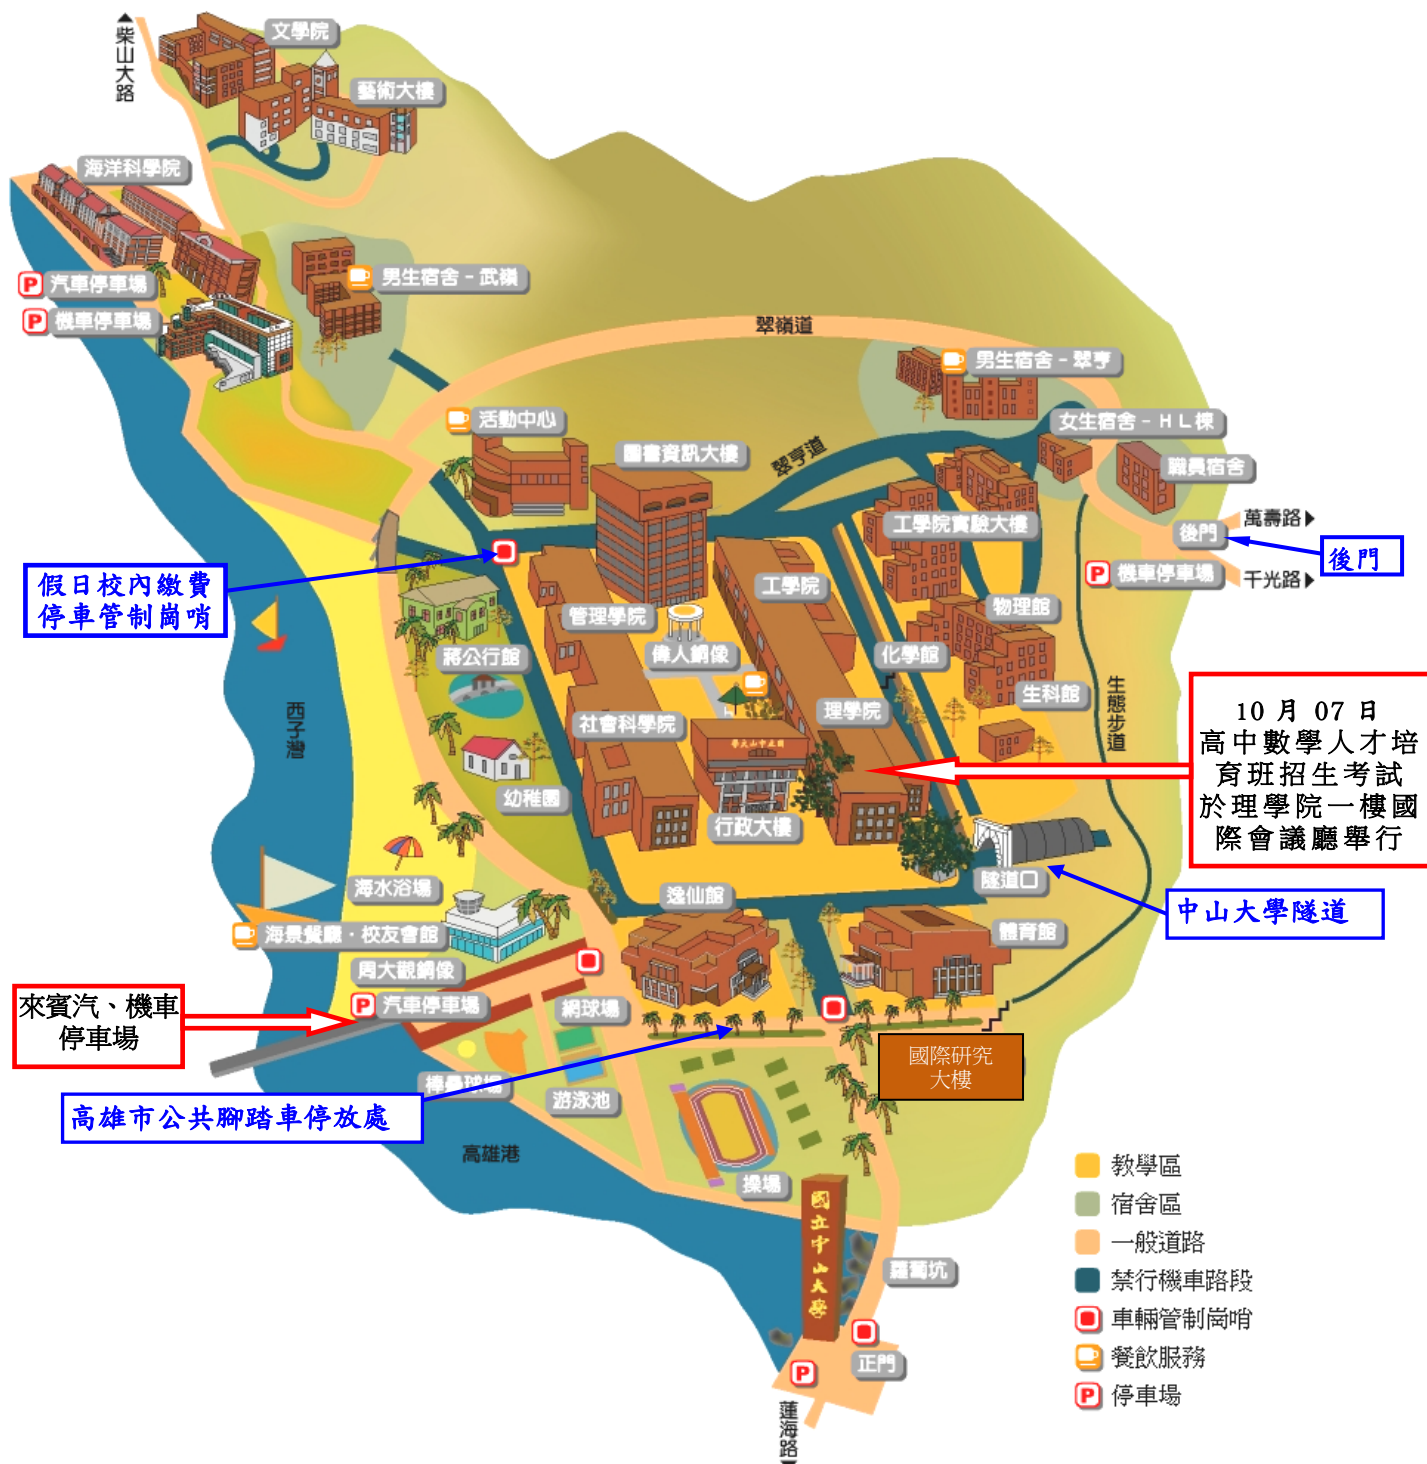 ▲柴山大路
文學院
藝術大樓
海洋科學院
P 汽車停車場
P 機車停車場
男生宿舍-武嶺
翠嶺道
男生宿舍-翠亨
女生宿舍-HL棟
職員宿舍
活動中心
圖書資訊大樓
翠亨道
工學院實驗大樓
萬壽路▶
後門
後門
千光路▶
P 機車停車場
假日校內繳費
停車管制崗哨
工學院
管理學院
物理館
偉人銅像
化學館
蔣公行館
生科館
生態步道
西子灣
社會科學院
理學院
國立中山大學
10 月 07 日
高中數學人才培
育班招生考試
於理學院一樓國
際會議廳舉行
幼稚園
行政大樓
海水浴場
逸仙館
隧道口
中山大學隧道
海景餐廳・校友會館
體育館
周大觀銅像
P 汽車停車場
網球場
來賓汽、機車
停車場
國際研究
大樓
棒壘球場
游泳池
高雄市公共腳踏車停放處
高雄港
操場
國立中山大學
蘿蔔坑
正門
P
蓮海路▼
教學區
宿舍區
一般道路
禁行機車路段
車輛管制崗哨
餐飲服務
P 停車場